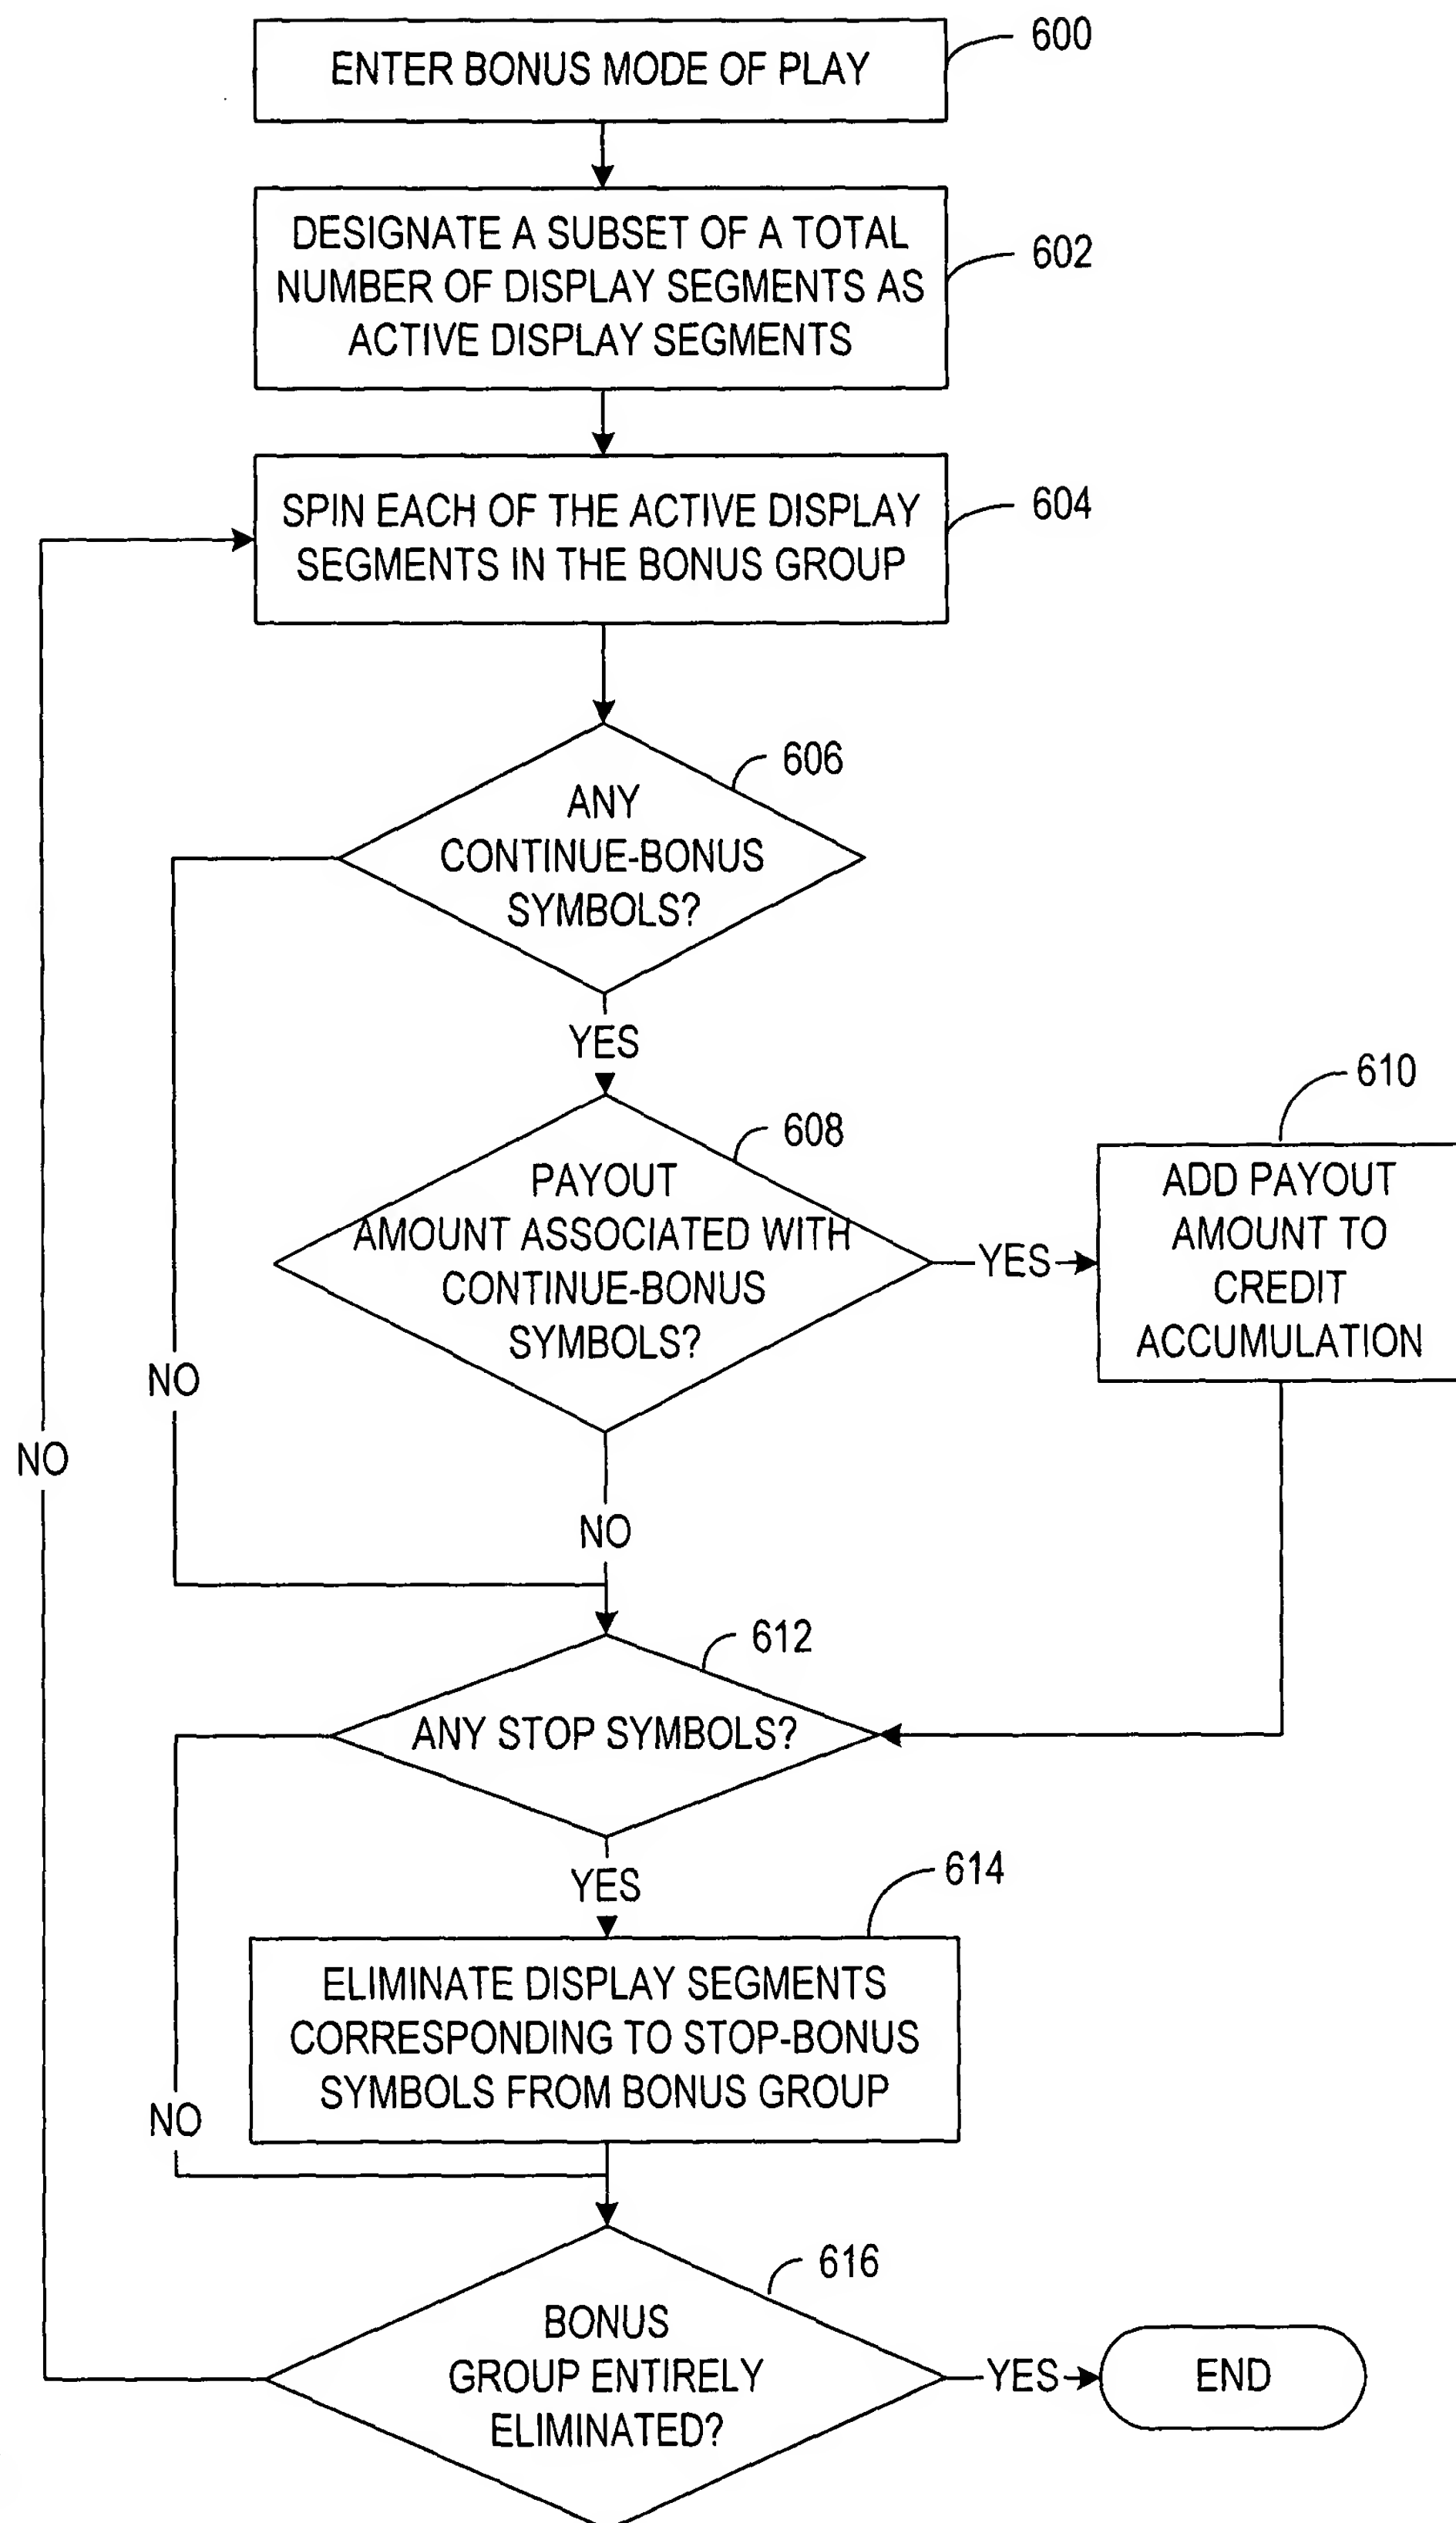 ENTER BONUS MODE OF PLAY
600
DESIGNATE A SUBSET OF A TOTAL
NUMBER OF DISPLAY SEGMENTS AS
ACTIVE DISPLAY SEGMENTS
602
SPIN EACH OF THE ACTIVE DISPLAY
SEGMENTS IN THE BONUS GROUP
604
606
ANY
CONTINUE-BONUS
SYMBOLS?
YES
608
PAYOUT
AMOUNT ASSOCIATED WITH
CONTINUE-BONUS
SYMBOLS?
YES
610
ADD PAYOUT
AMOUNT TO
CREDIT
ACCUMULATION
NO
NO
NO
612
ANY STOP SYMBOLS?
YES
614
ELIMINATE DISPLAY SEGMENTS
CORRESPONDING TO STOP-BONUS
SYMBOLS FROM BONUS GROUP
NO
616
BONUS
GROUP ENTIRELY
ELIMINATED?
YES
END